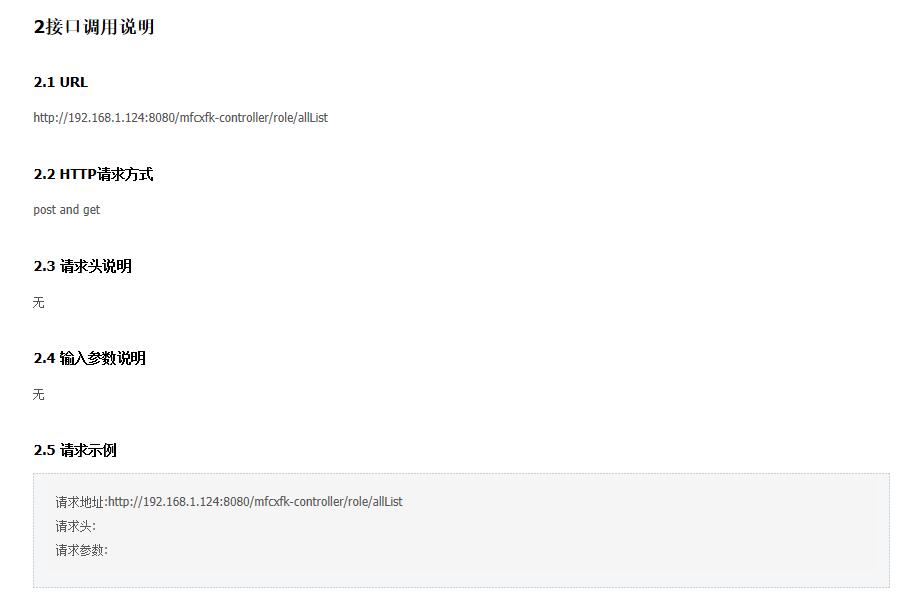 2接口调用说明
2.1 URL
http://192.168.1.124:8080/mfcxfk-controller/role/allList
2.2 HTTP请求方式
post and get
2.3 请求头说明
无
2.4 输入参数说明
无
2.5 请求示例
请求地址:http://192.168.1.124:8080/mfcxfk-controller/role/allList
请求头:
请求参数: